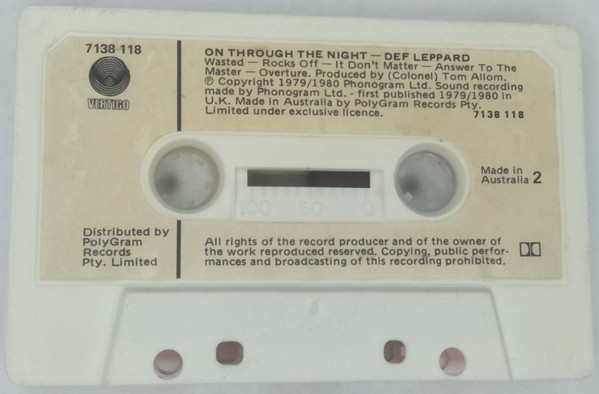 7138 118
VERTIGO
ON THROUGH THE NIGHT — DEF LEPPARD
Wasted — Rocks Off — It Don't Matter — Answer To The
Master — Overture. Produced by (Colonel) Tom Allom.
℗ Copyright 1979/1980 Phonogram Ltd. Sound recording
made by Phonogram Ltd. - first published 1979/1980 in
U.K. Made in Australia by PolyGram Records Pty.
Limited under exclusive licence. 7138 118
100 50 0
Made in
Australia 2
Distributed by
PolyGram
Records
Pty. Limited
All rights of the record producer and of the owner of
the work reproduced reserved. Copying, public perfor-
mances and broadcasting of this recording prohibited.